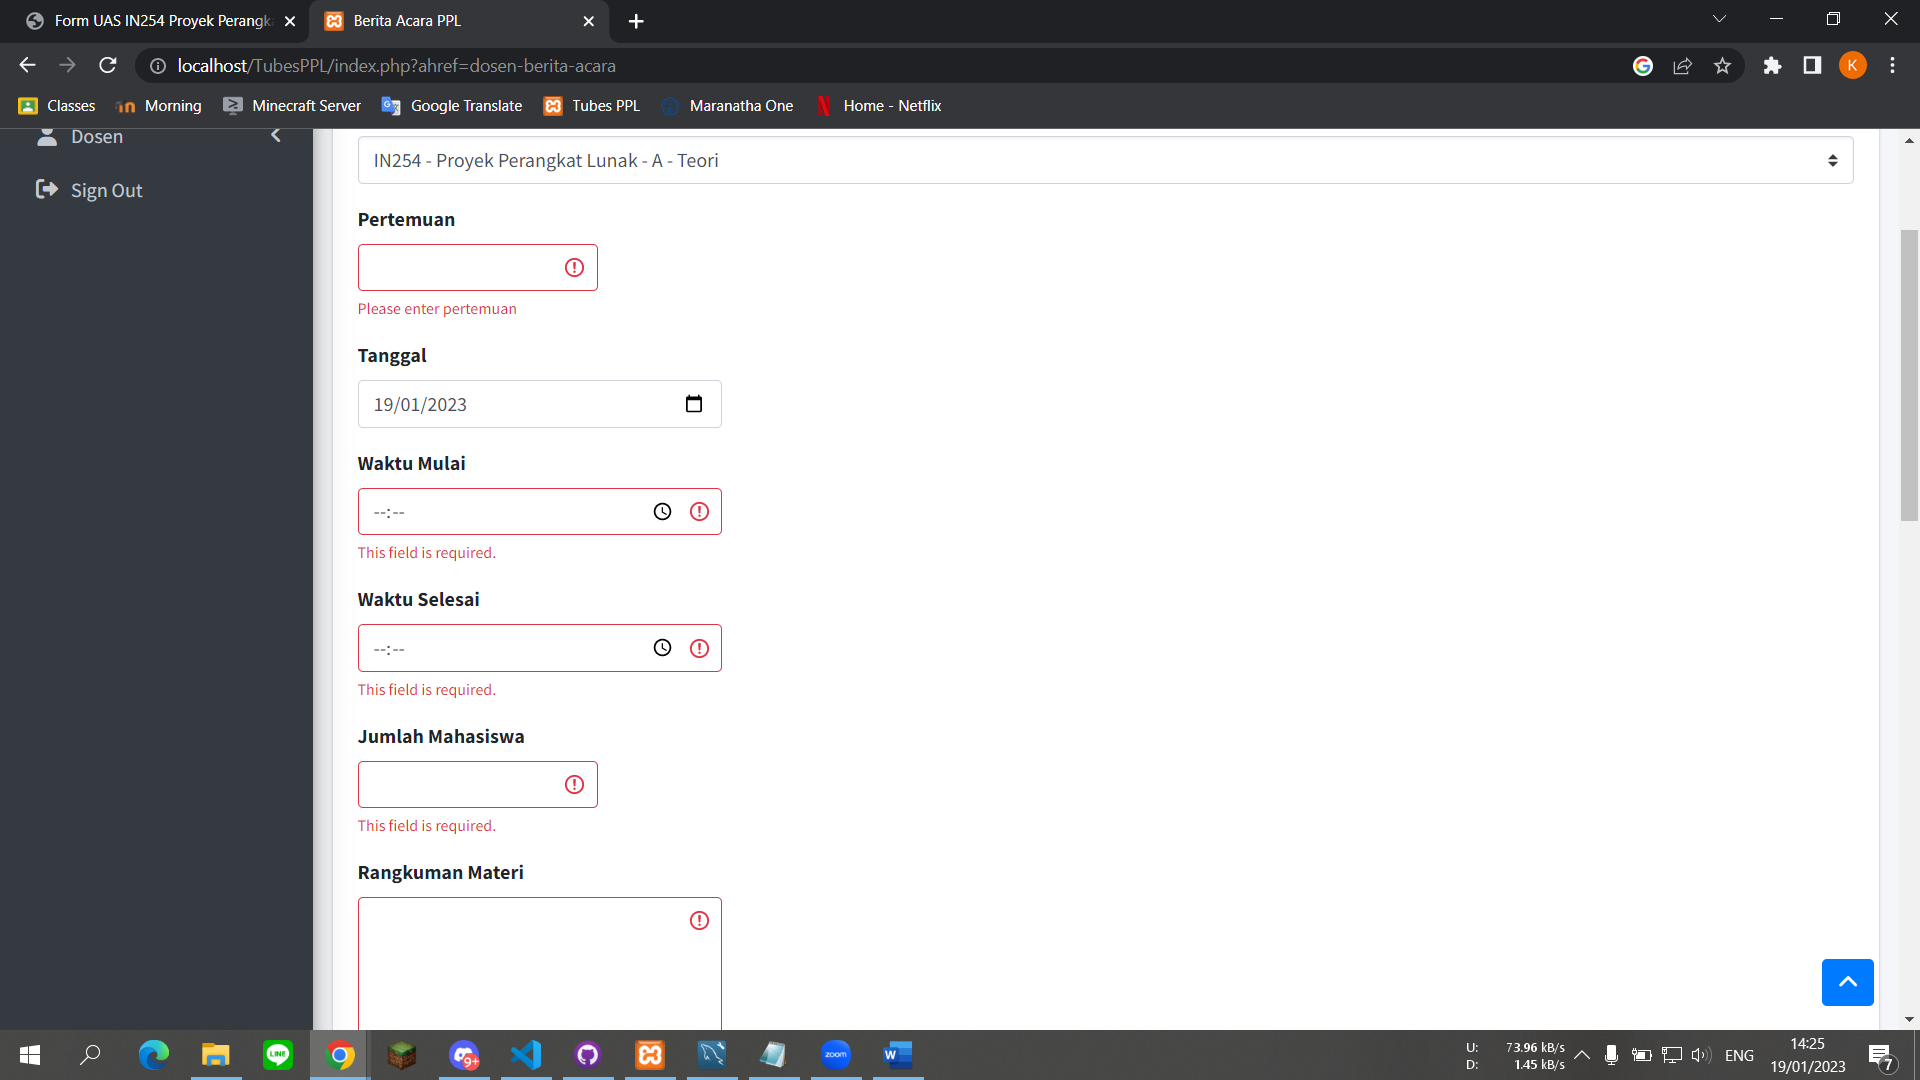 Form UAS IN254 Proyek Perangka
Berita Acara PPL
localhost/TubesPPL/index.php?ahref=dosen-berita-acara
K
Classes
Morning
Minecraft Server
Google Translate
Tubes PPL
Maranatha One
Home - Netflix
Dosen
Sign Out
IN254 - Proyek Perangkat Lunak - A - Teori
Pertemuan
Please enter pertemuan
Tanggal
19/01/2023
Waktu Mulai
--:--
This field is required.
Waktu Selesai
--:--
This field is required.
Jumlah Mahasiswa
This field is required.
Rangkuman Materi
LINE
9+
zoom
W
U: 73.96 kB/s
D: 1.45 kB/s
ENG
14:25
19/01/2023
7